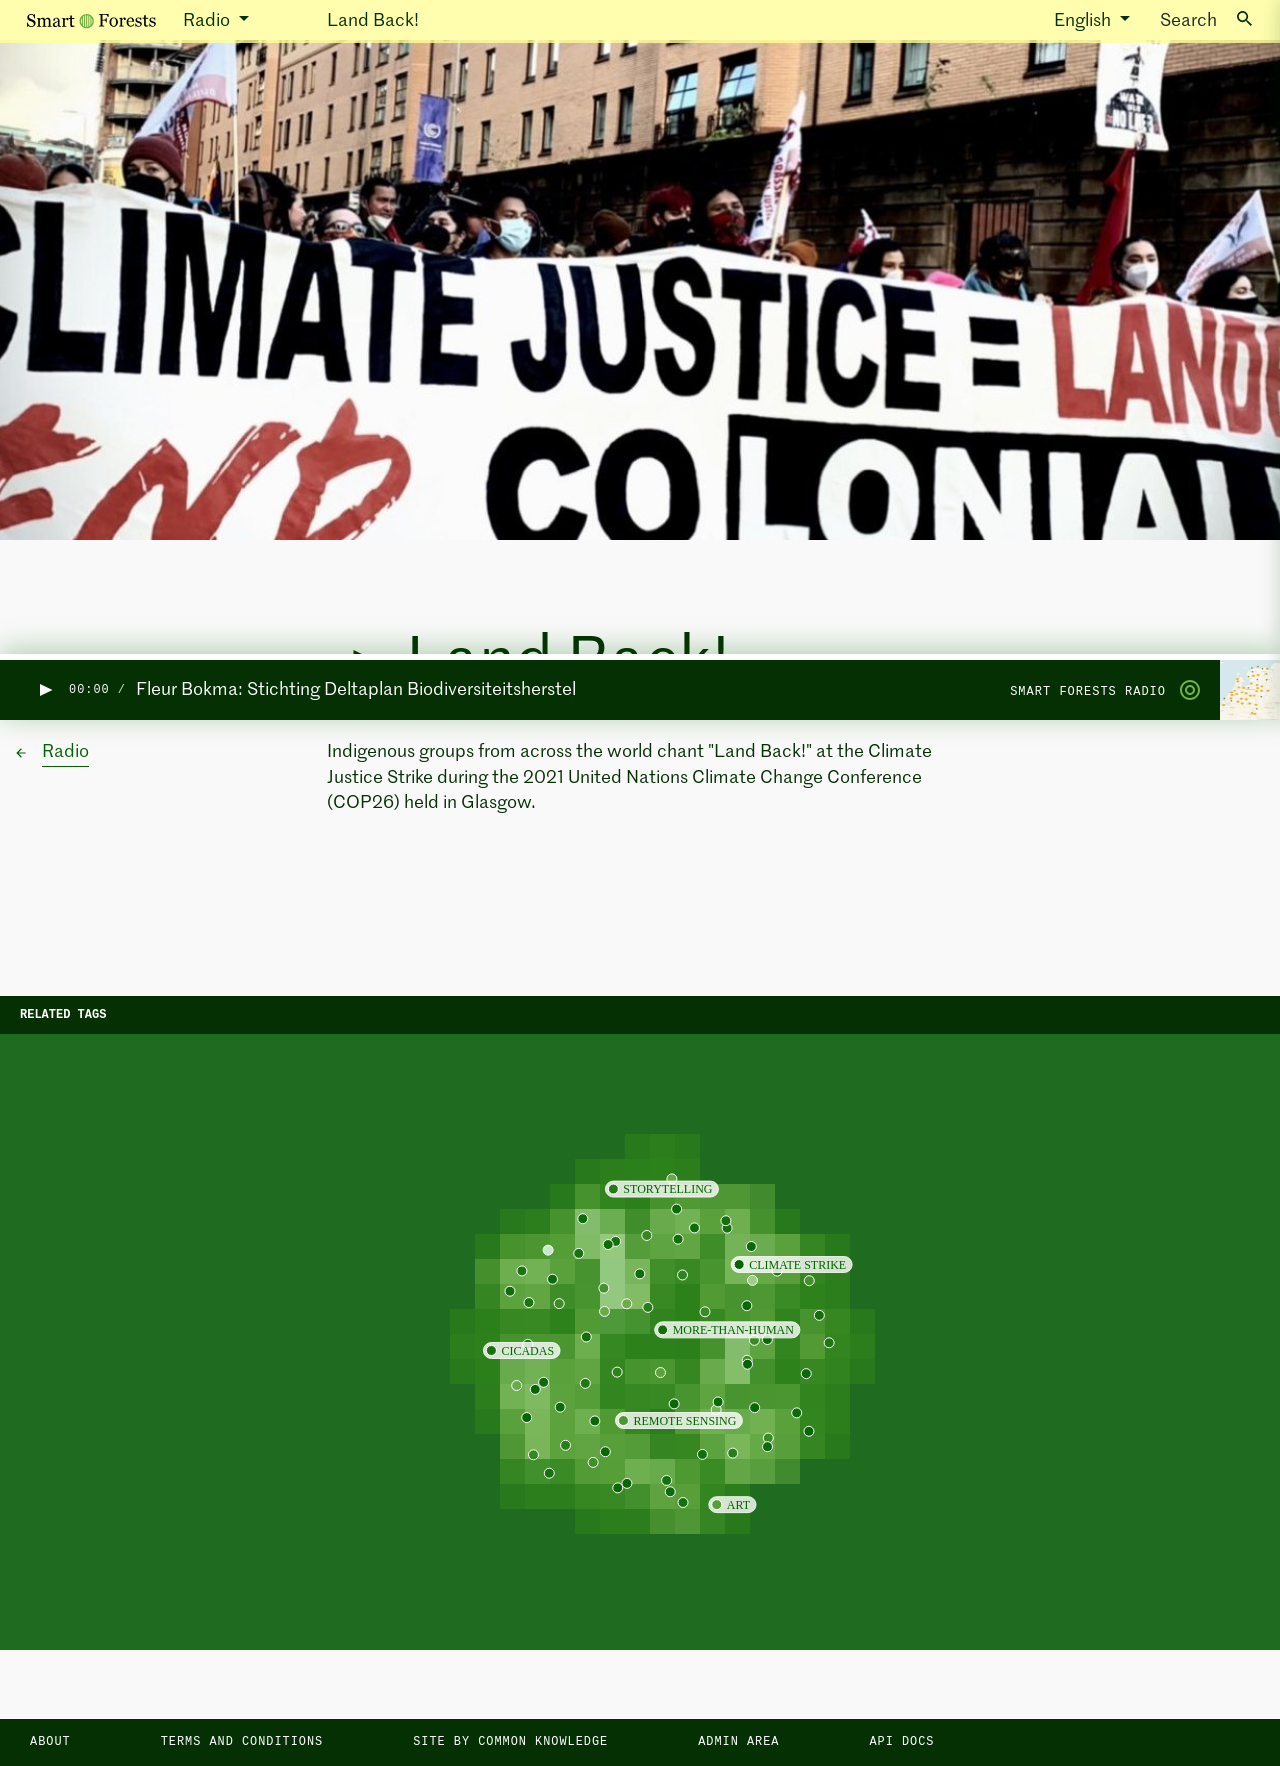 Smart Forests
Radio
Land Back!
English
Search
CLIMATE JUSTICE = LAND
END
COLONIAL
Land Back!
00:00 /
Fleur Bokma: Stichting Deltaplan Biodiversiteitsherstel
SMART FORESTS RADIO
Radio
Indigenous groups from across the world chant "Land Back!" at the Climate
Justice Strike during the 2021 United Nations Climate Change Conference
(COP26) held in Glasgow.
RELATED TAGS
STORYTELLING
CLIMATE STRIKE
MORE-THAN-HUMAN
CICADAS
REMOTE SENSING
ART
ABOUT
TERMS AND CONDITIONS
SITE BY COMMON KNOWLEDGE
ADMIN AREA
API DOCS